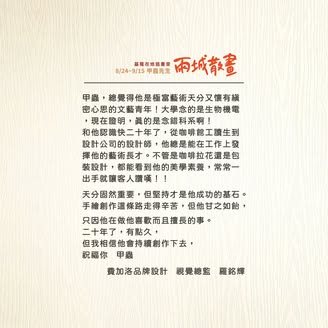 基隆在地插畫家
8/24-9/15 甲蟲先生
兩城散畫
甲蟲，總覺得他是極富藝術天分又懷有縝
密心思的文藝青年！大學念的是生物機電
，現在證明，真的是念錯科系啊！
和他認識快二十年了，從咖啡館工讀生到
設計公司的設計師，他總是能在工作上發
揮他的藝術長才。不管是咖啡拉花還是包
裝設計，都能看到他的美學素養，常常一
出手就讓客人讚嘆！！
天分固然重要，但堅持才是他成功的基石。
手繪創作這條路走得辛苦，但他甘之如飴，
只因他在做他喜歡而且擅長的事。
二十年了，有點久，
但我相信他會持續創作下去，
祝福你　甲蟲
費加洛品牌設計　視覺總監　羅銘輝